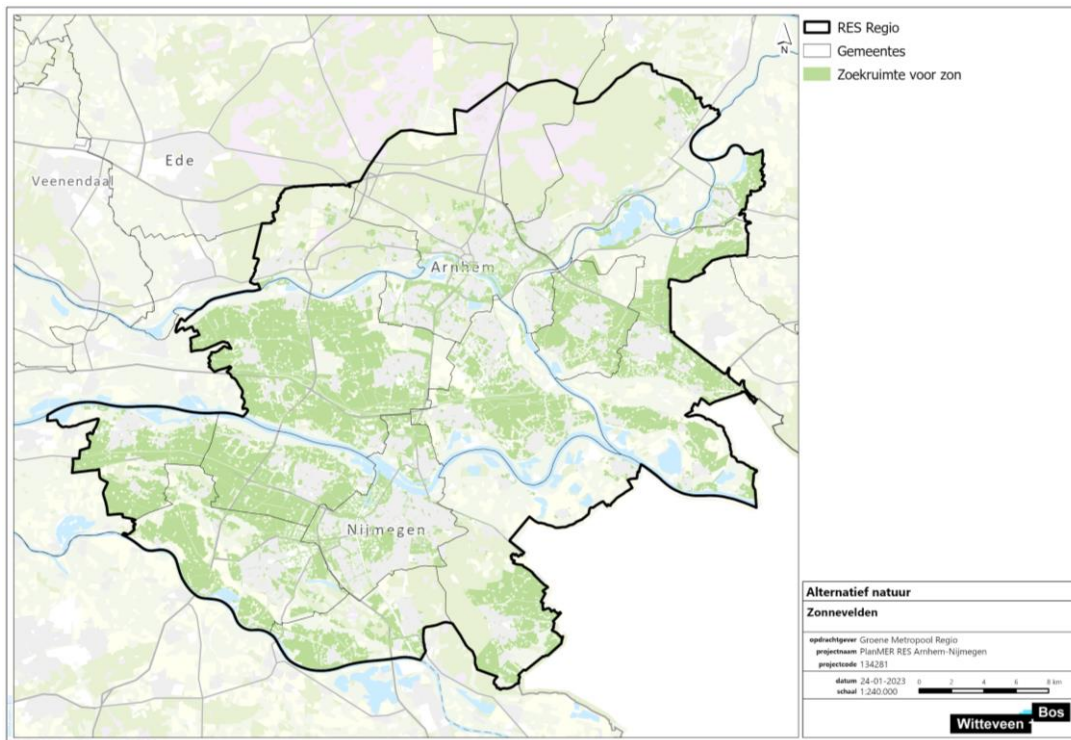 RES Regio
Gemeentes
Zoekruimte voor zon
N
Ede
Veenendaal
Arnhem
Nijmegen
Alternatief natuur
Zonnevelden
opdrachtgever Groene Metropool Regio
projectnaam PlanMER RES Arnhem-Nijmegen
projectcode 134281
datum 24-01-2023
0 2 4 6 8 km
schaal 1:240.000
Witteveen + Bos